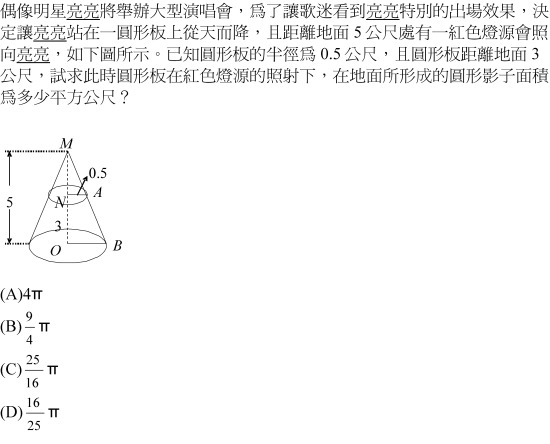 偶像明星亮亮將舉辦大型演唱會，為了讓歌迷看到亮亮特別的出場效果，決
定讓亮亮站在一圓形板上從天而降，且距離地面 5 公尺處有一紅色燈源會照
向亮亮，如下圖所示。已知圓形板的半徑為 0.5 公尺，且圓形板距離地面 3
公尺，試求此時圓形板在紅色燈源的照射下，在地面所形成的圓形影子面積
為多少平方公尺？
M
0.5
N A
5
3
O B
(A)4π
(B) 9/4 π
(C) 25/16 π
(D) 16/25 π